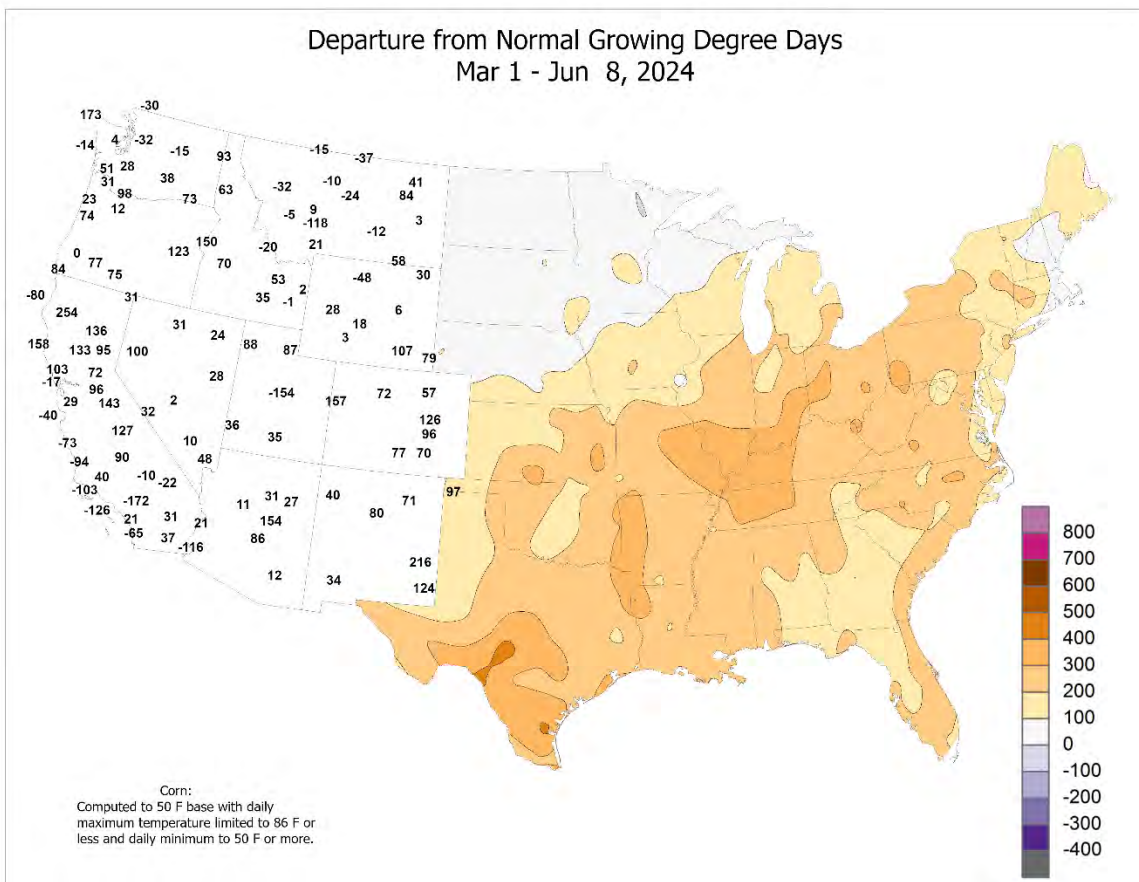 Departure from Normal Growing Degree Days
Mar 1 - Jun 8, 2024
-30
173
-14 4 -32
-15 93 -15 -37
51 28
31 38 63 -32 -10 41
-24 84
23 98 73
74 12 -5 9 3
-118 -12
0 77 123 150 -20 21
84 75 70 58
-80 53 -48 30
31 35 -1 2
254 28 6
136 31 18
158 133 95 100 24 88 87 3 107 79
103 72
-17 96 28 -154 157 72 57
29 143 2
-40 32 126
127 36 35 96
-73 10
-94 90 48 77 70
40 -10 -22
-103 -172 31 27 40 71 97
-126 21 31 21 11 154 80
-65 37 -116 86
216
12 34 124
800
700
600
500
400
300
200
100
0
-100
-200
-300
-400
Corn:
Computed to 50 F base with daily
maximum temperature limited to 86 F or
less and daily minimum to 50 F or more.